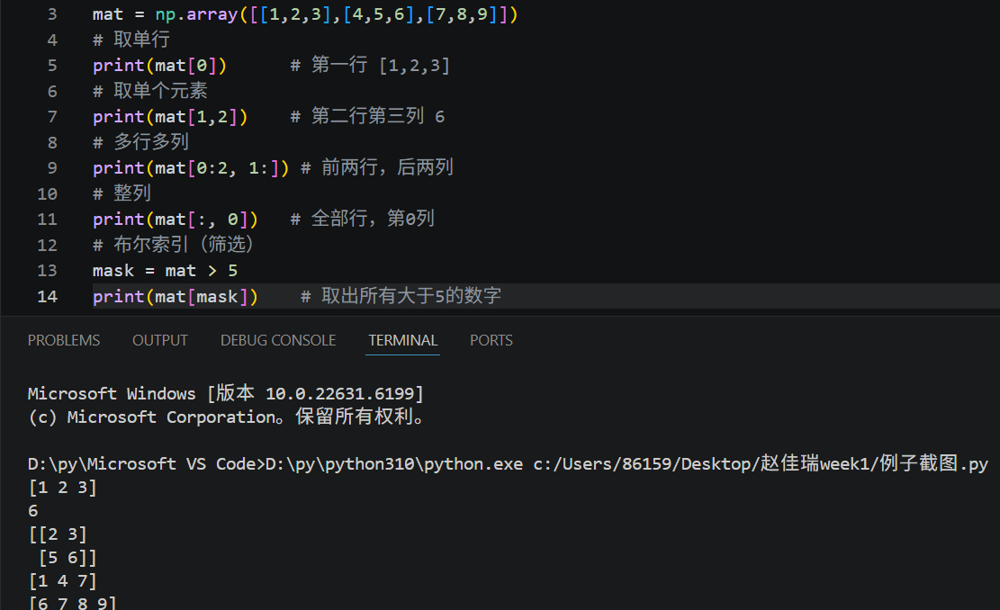 3 mat = np.array([[1,2,3],[4,5,6],[7,8,9]])
4 # 取单行
5 print(mat[0])      # 第一行 [1,2,3]
6 # 取单个元素
7 print(mat[1,2])    # 第二行第三列 6
8 # 多行多列
9 print(mat[0:2, 1:]) # 前两行，后两列
10 # 整列
11 print(mat[:, 0])   # 全部行，第0列
12 # 布尔索引（筛选）
13 mask = mat > 5
14 print(mat[mask])    # 取出所有大于5的数字
PROBLEMS OUTPUT DEBUG CONSOLE TERMINAL PORTS
Microsoft Windows [版本 10.0.22631.6199]
(c) Microsoft Corporation。保留所有权利。
D:\py\Microsoft VS Code>D:\py\python310\python.exe c:/Users/86159/Desktop/赵佳瑞week1/例子截图.py
[1 2 3]
6
[[2 3]
 [5 6]]
[1 4 7]
[6 7 8 9]